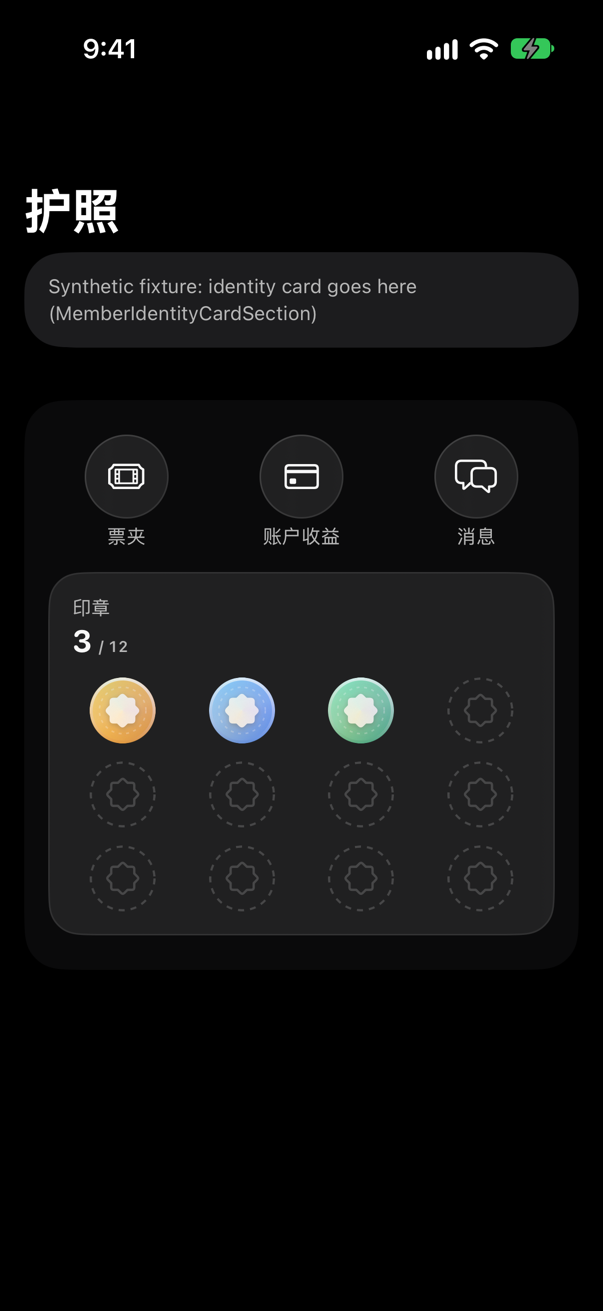 9:41
护照
Synthetic fixture: identity card goes here
(MemberIdentityCardSection)
票夹
账户收益
消息
印章
3 / 12